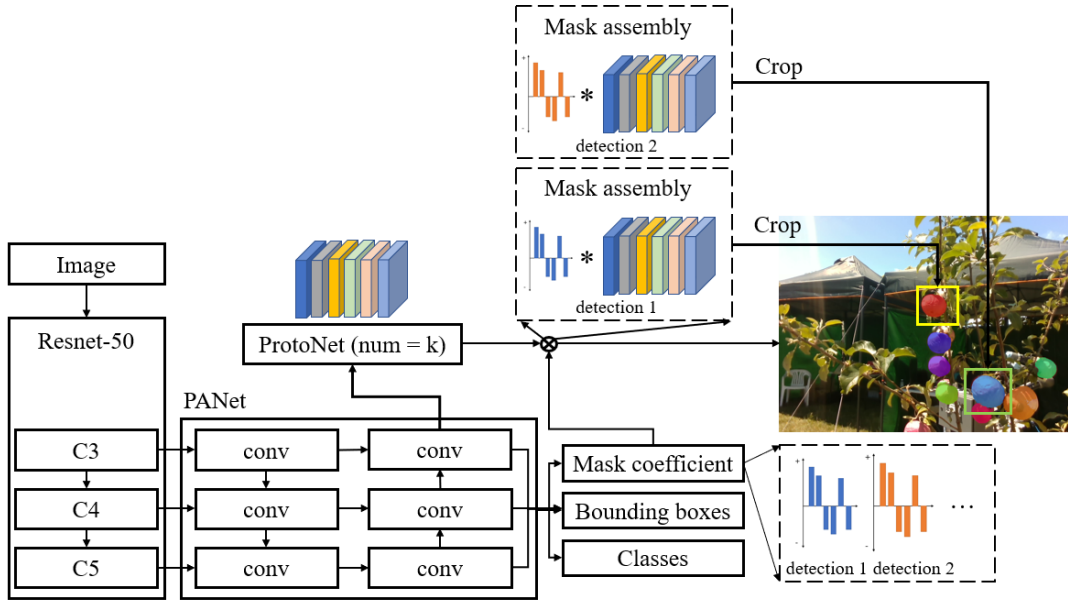 Mask assembly
+
*
-
detection 2
Crop
Mask assembly
+
*
-
detection 1
Crop
Image
Resnet-50
ProtoNet (num = k)
PANet
C3
conv
conv
Mask coefficient
C4
conv
conv
Bounding boxes
C5
conv
conv
Classes
+
+
-
-
...
detection 1
detection 2